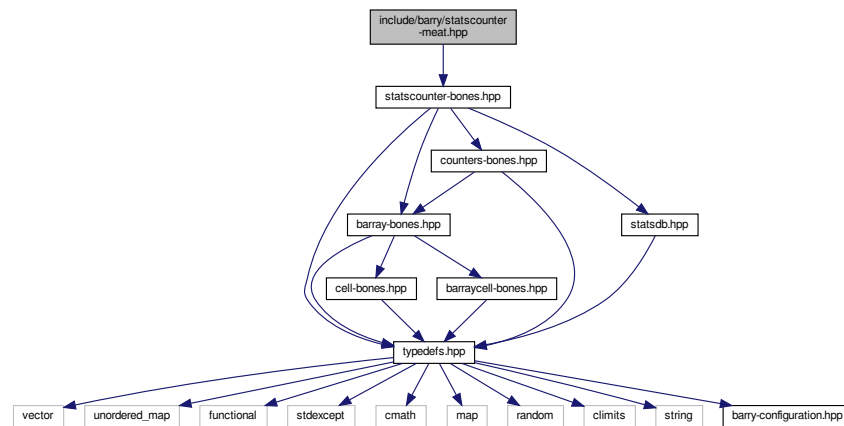 include/barry/statscounter
-meat.hpp
statscounter-bones.hpp
counters-bones.hpp
barray-bones.hpp
statsdb.hpp
cell-bones.hpp
barraycell-bones.hpp
typedefs.hpp
vector
unordered_map
functional
stdexcept
cmath
map
random
climits
string
barry-configuration.hpp